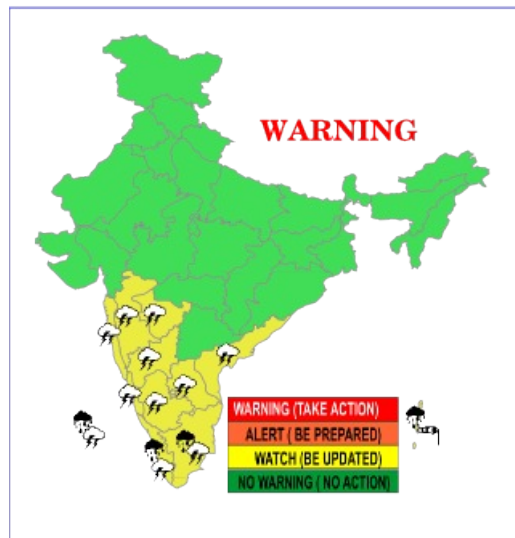 WARNING
WARNING (TAKE ACTION)
ALERT ( BE PREPARED)
WATCH (BE UPDATED)
NO WARNING ( NO ACTION)